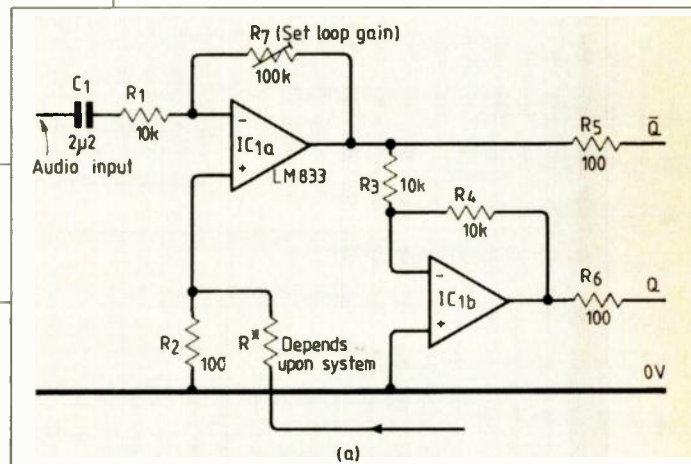 R7 (Set loop gain)
100k
C1
2µ2
R1
10k
Audio input
−
IC1a
+
LM833
R3
10k
R4
10k
R5
100
Q̄
−
IC1b
+
R6
100
Q
R2
100
R*
Depends
upon system
0V
(a)